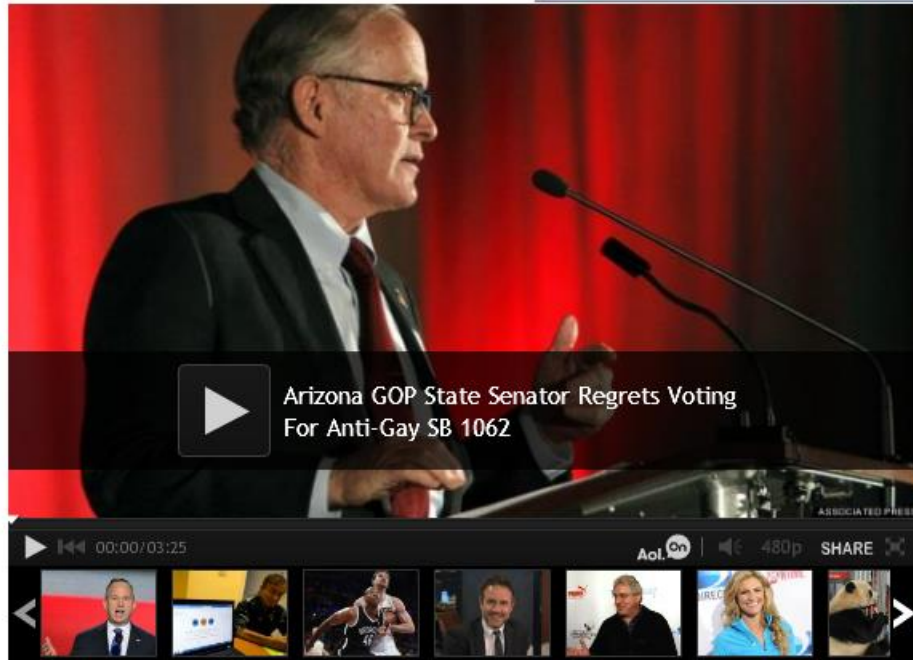 Arizona GOP State Senator Regrets Voting
For Anti-Gay SB 1062
ASSOCIATED PRESS
00:00/03:25
Aol.On
480p
SHARE
DIREC